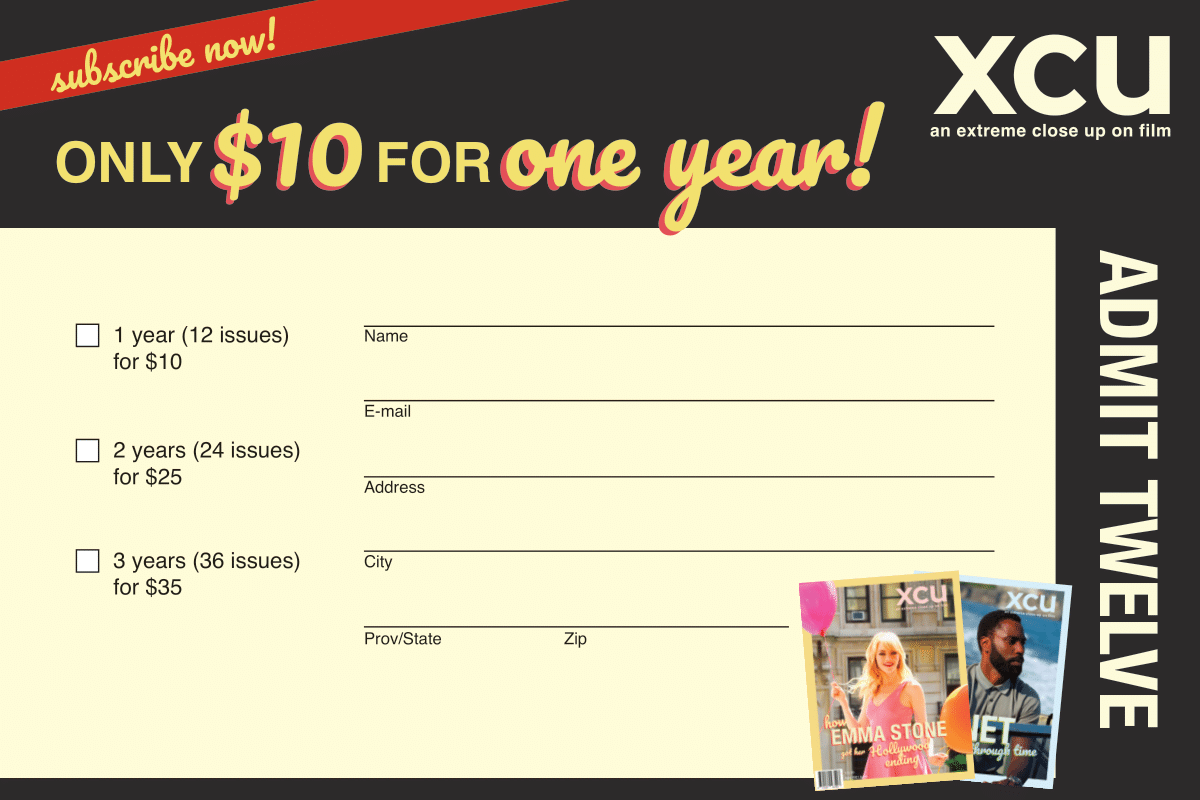 subscribe now!
xcu
an extreme close up on film
ONLY $10 FOR one year!
1 year (12 issues)
for $10
2 years (24 issues)
for $25
3 years (36 issues)
for $35
Name
E-mail
Address
City
Prov/State Zip
ADMIT TWELVE
xcu
how
EMMA STONE
got her Hollywood
ending
xcu
through time